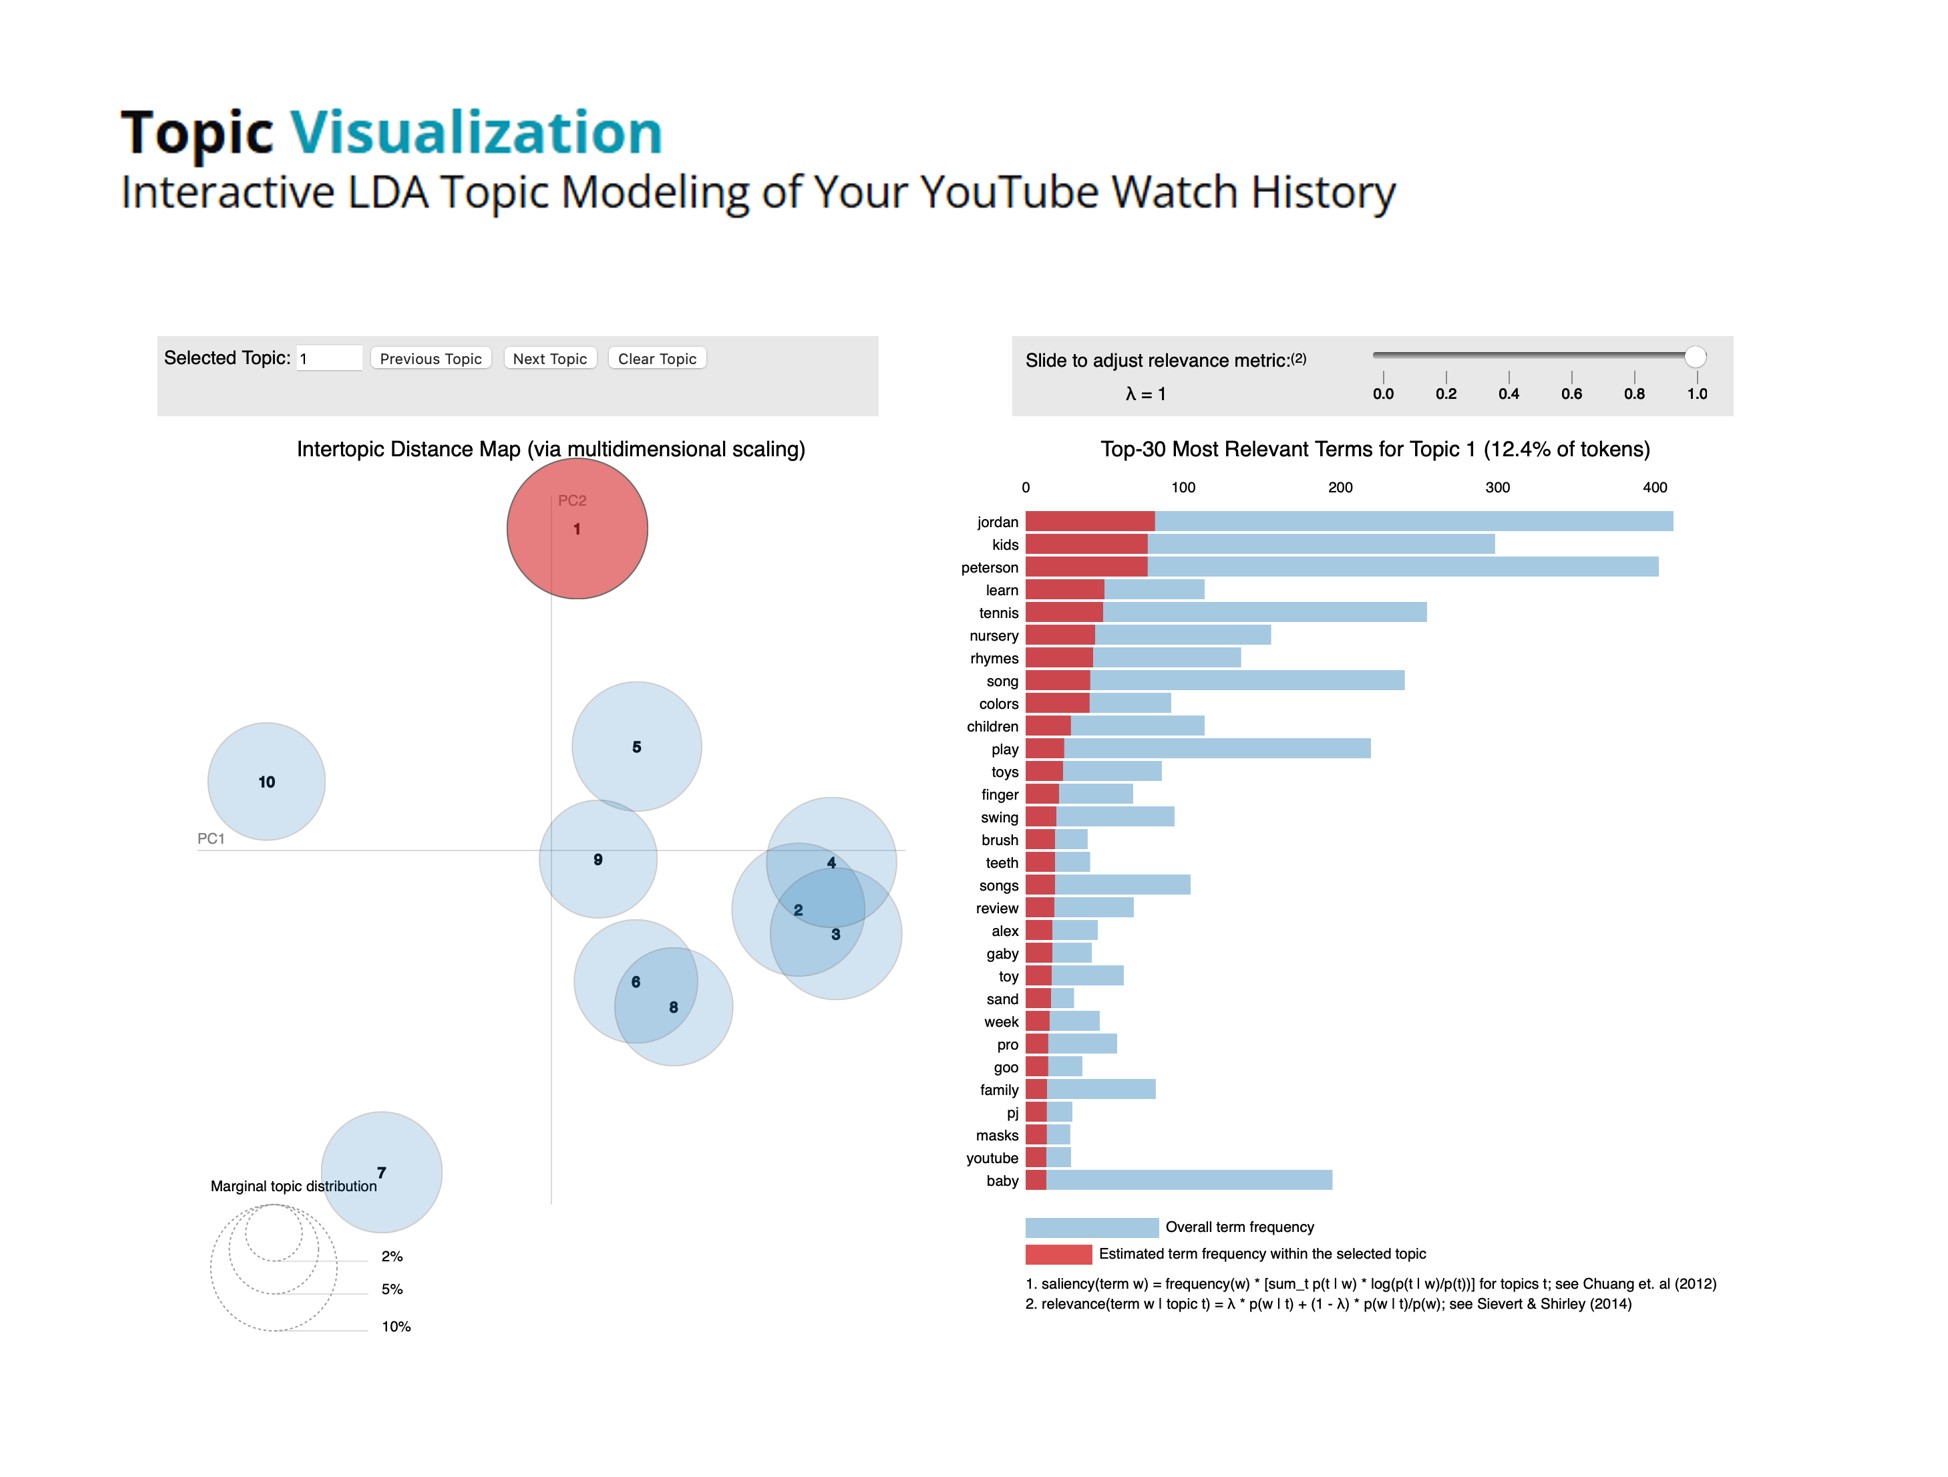 Topic Visualization
Interactive LDA Topic Modeling of Your YouTube Watch History
Selected Topic: 1 Previous Topic Next Topic Clear Topic
Slide to adjust relevance metric:(2)
λ = 1
0.0 0.2 0.4 0.6 0.8 1.0
Intertopic Distance Map (via multidimensional scaling)
PC2
1
5
10
PC1
9
4
2
3
6
8
7
Marginal topic distribution
2%
5%
10%
Top-30 Most Relevant Terms for Topic 1 (12.4% of tokens)
0 100 200 300 400
jordan
kids
peterson
learn
tennis
nursery
rhymes
song
colors
children
play
toys
finger
swing
brush
teeth
songs
review
alex
gaby
toy
sand
week
pro
goo
family
pj
masks
youtube
baby
Overall term frequency
Estimated term frequency within the selected topic
1. saliency(term w) = frequency(w) * [sum_t p(t | w) * log(p(t | w)/p(t))] for topics t; see Chuang et. al (2012)
2. relevance(term w | topic t) = λ * p(w | t) + (1 - λ) * p(w | t)/p(w); see Sievert & Shirley (2014)